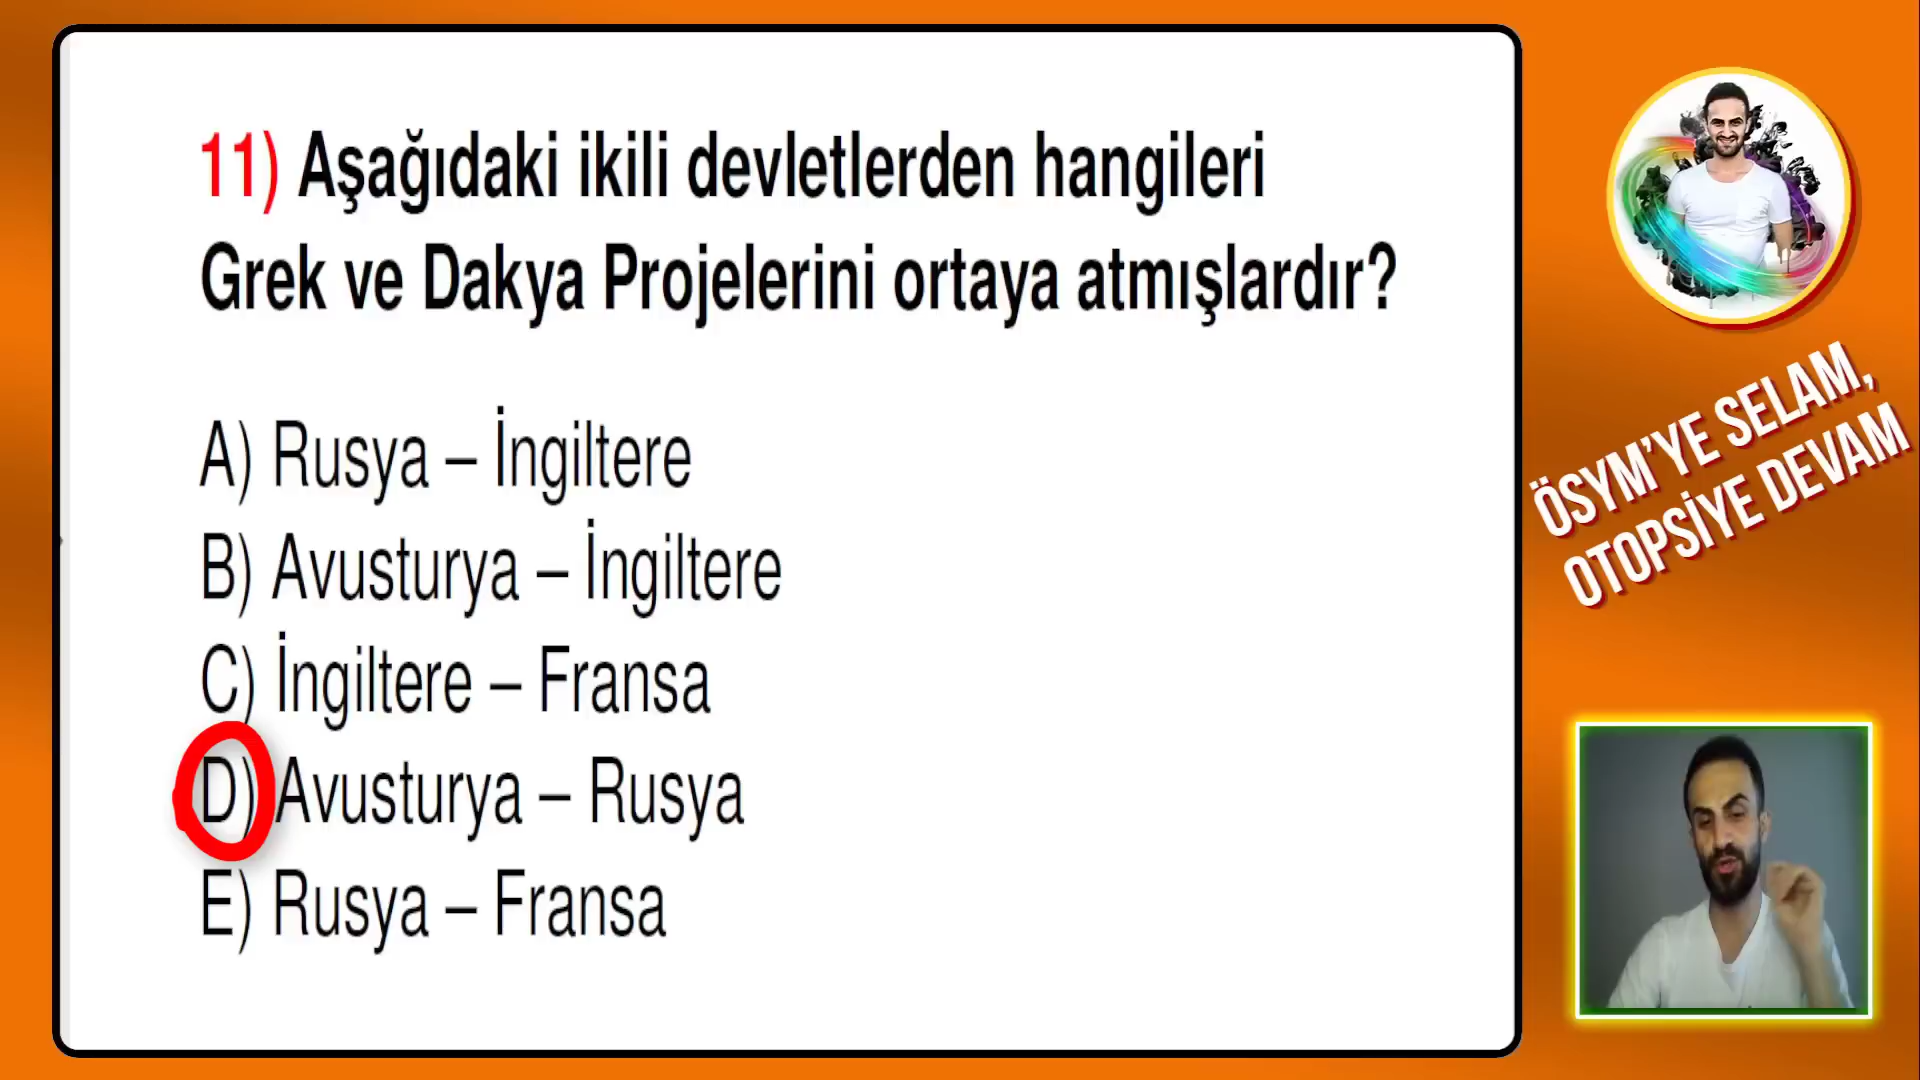 11) Aşağıdaki ikili devletlerden hangileri
Grek ve Dakya Projelerini ortaya atmışlardır?
A) Rusya – İngiltere
B) Avusturya – İngiltere
C) İngiltere – Fransa
D) Avusturya – Rusya
E) Rusya – Fransa
ÖSYM'YE SELAM,
OTOPSİYE DEVAM